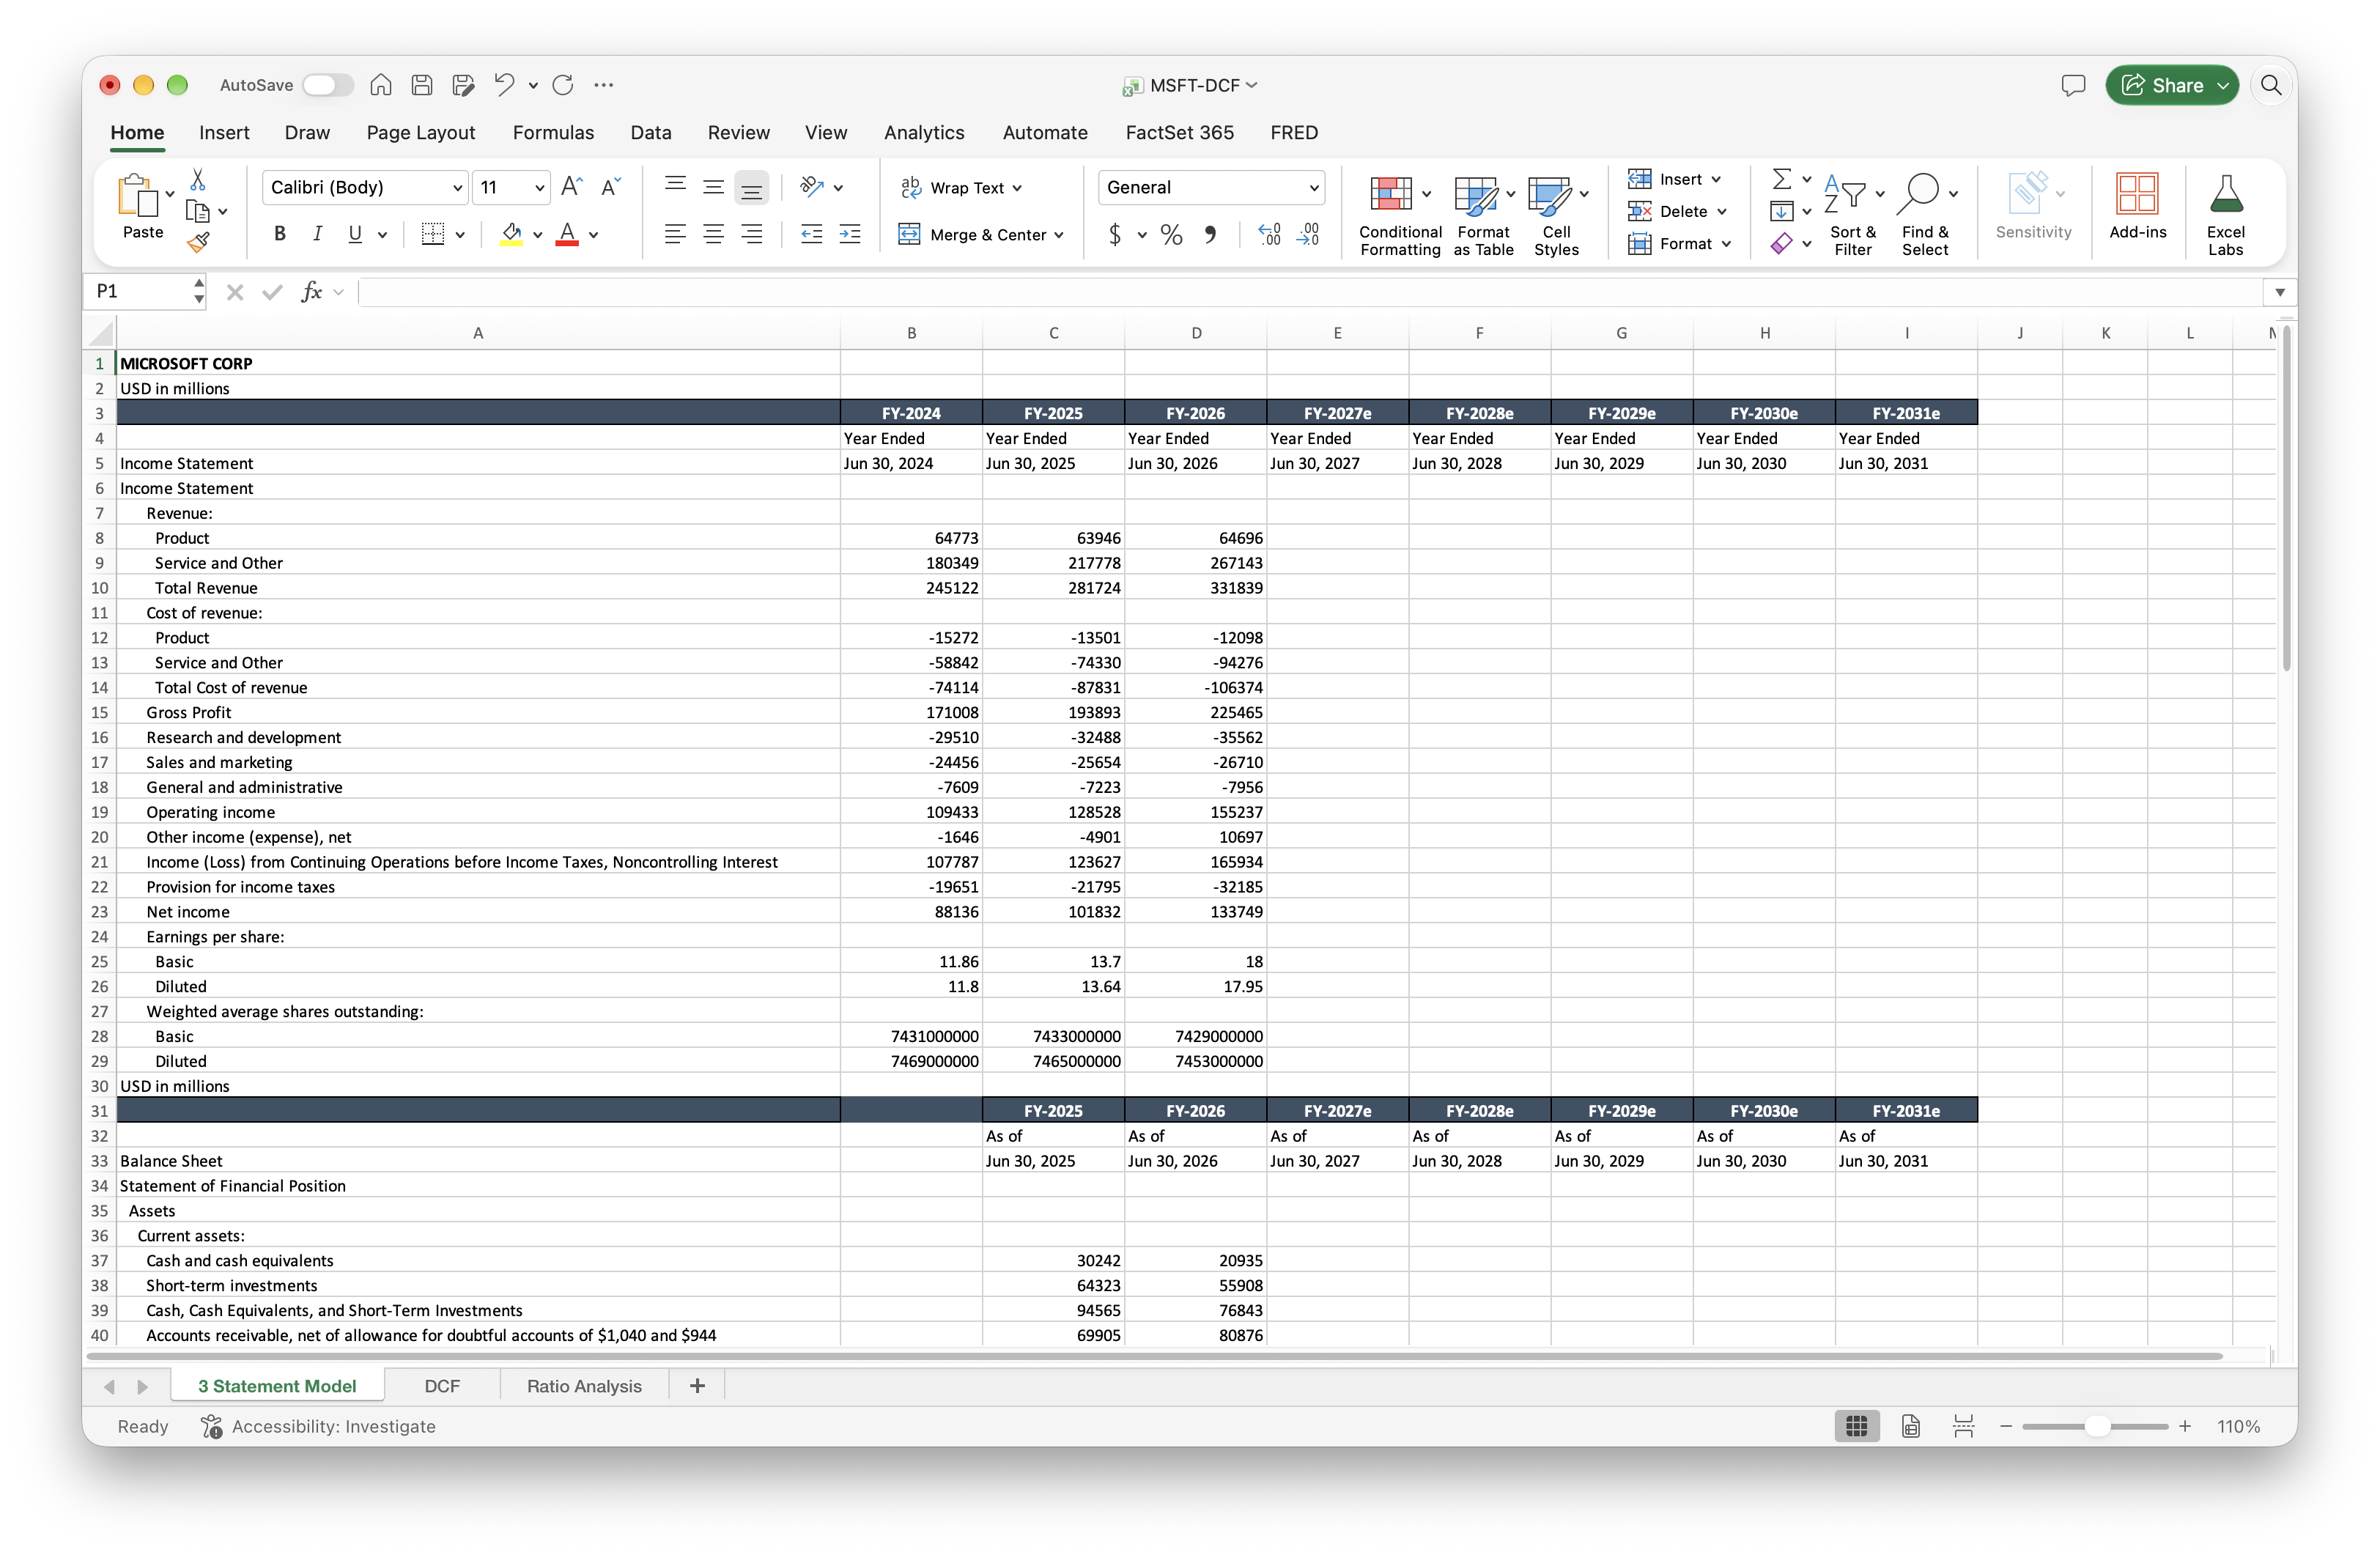 AutoSave
MSFT-DCF
Share
Home Insert Draw Page Layout Formulas Data Review View Analytics Automate FactSet 365 FRED
Paste
Calibri (Body) 11
B I U
ab Wrap Text
Merge & Center
General
$ % 9
Conditional Formatting
Format as Table
Cell Styles
Insert
Delete
Format
Sort & Filter
Find & Select
Sensitivity
Add-ins
Excel Labs
P1 fx
A B C D E F G H I J K L
1 MICROSOFT CORP
2 USD in millions
3 FY-2024 FY-2025 FY-2026 FY-2027e FY-2028e FY-2029e FY-2030e FY-2031e
4 Year Ended Year Ended Year Ended Year Ended Year Ended Year Ended Year Ended Year Ended
5 Income Statement Jun 30, 2024 Jun 30, 2025 Jun 30, 2026 Jun 30, 2027 Jun 30, 2028 Jun 30, 2029 Jun 30, 2030 Jun 30, 2031
6 Income Statement
7 Revenue:
8 Product 64773 63946 64696
9 Service and Other 180349 217778 267143
10 Total Revenue 245122 281724 331839
11 Cost of revenue:
12 Product -15272 -13501 -12098
13 Service and Other -58842 -74330 -94276
14 Total Cost of revenue -74114 -87831 -106374
15 Gross Profit 171008 193893 225465
16 Research and development -29510 -32488 -35562
17 Sales and marketing -24456 -25654 -26710
18 General and administrative -7609 -7223 -7956
19 Operating income 109433 128528 155237
20 Other income (expense), net -1646 -4901 10697
21 Income (Loss) from Continuing Operations before Income Taxes, Noncontrolling Interest 107787 123627 165934
22 Provision for income taxes -19651 -21795 -32185
23 Net income 88136 101832 133749
24 Earnings per share:
25 Basic 11.86 13.7 18
26 Diluted 11.8 13.64 17.95
27 Weighted average shares outstanding:
28 Basic 7431000000 7433000000 7429000000
29 Diluted 7469000000 7465000000 7453000000
30 USD in millions
31 FY-2025 FY-2026 FY-2027e FY-2028e FY-2029e FY-2030e FY-2031e
32 As of As of As of As of As of As of As of
33 Balance Sheet Jun 30, 2025 Jun 30, 2026 Jun 30, 2027 Jun 30, 2028 Jun 30, 2029 Jun 30, 2030 Jun 30, 2031
34 Statement of Financial Position
35 Assets
36 Current assets:
37 Cash and cash equivalents 30242 20935
38 Short-term investments 64323 55908
39 Cash, Cash Equivalents, and Short-Term Investments 94565 76843
40 Accounts receivable, net of allowance for doubtful accounts of $1,040 and $944 69905 80876
3 Statement Model DCF Ratio Analysis
Ready Accessibility: Investigate 110%